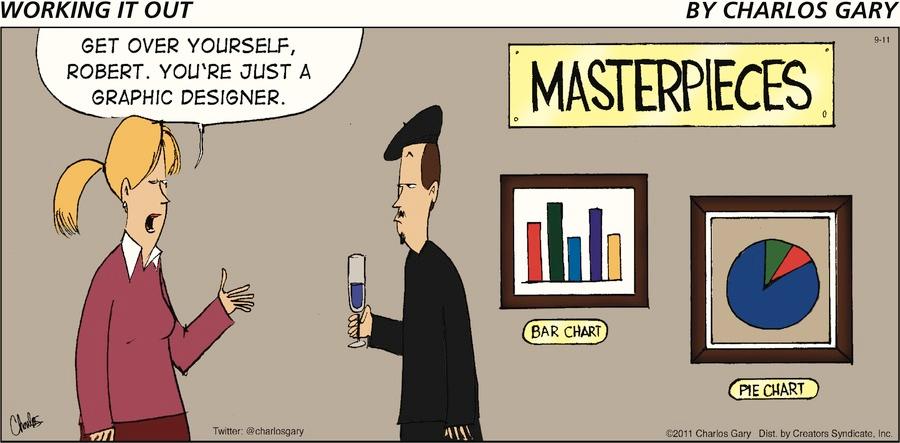 WORKING IT OUT
BY CHARLOS GARY
GET OVER YOURSELF,
ROBERT. YOU'RE JUST A
GRAPHIC DESIGNER.
9-11
MASTERPIECES
BAR CHART
PIE CHART
Charlos
Twitter: @charlosgary
©2011 Charlos Gary   Dist. by Creators Syndicate, Inc.